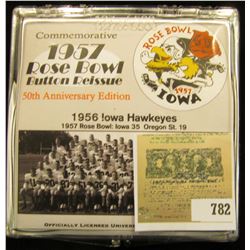 Commemorative
1957
Rose Bowl
Button Reissue
50th Anniversary Edition
ROSE BOWL
1957
IOWA
1956 Iowa Hawkeyes
1957 Rose Bowl: Iowa 35 Oregon St. 19
OFFICIALLY LICENSED
782